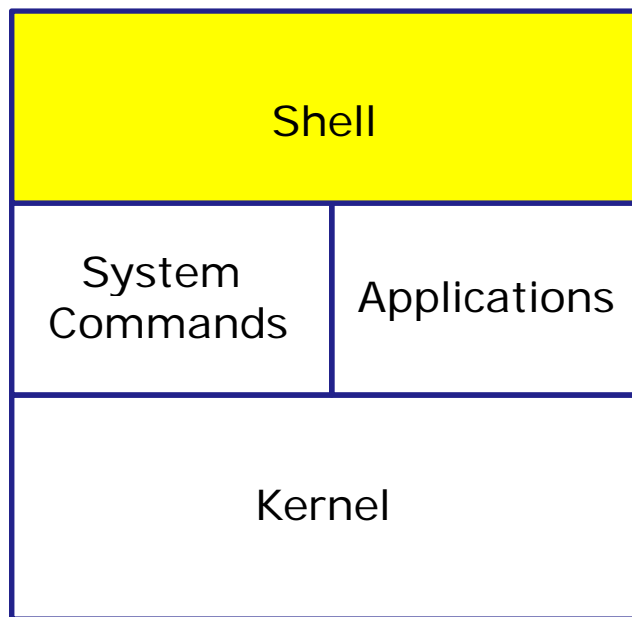 Shell
System
Commands
Applications
Kernel